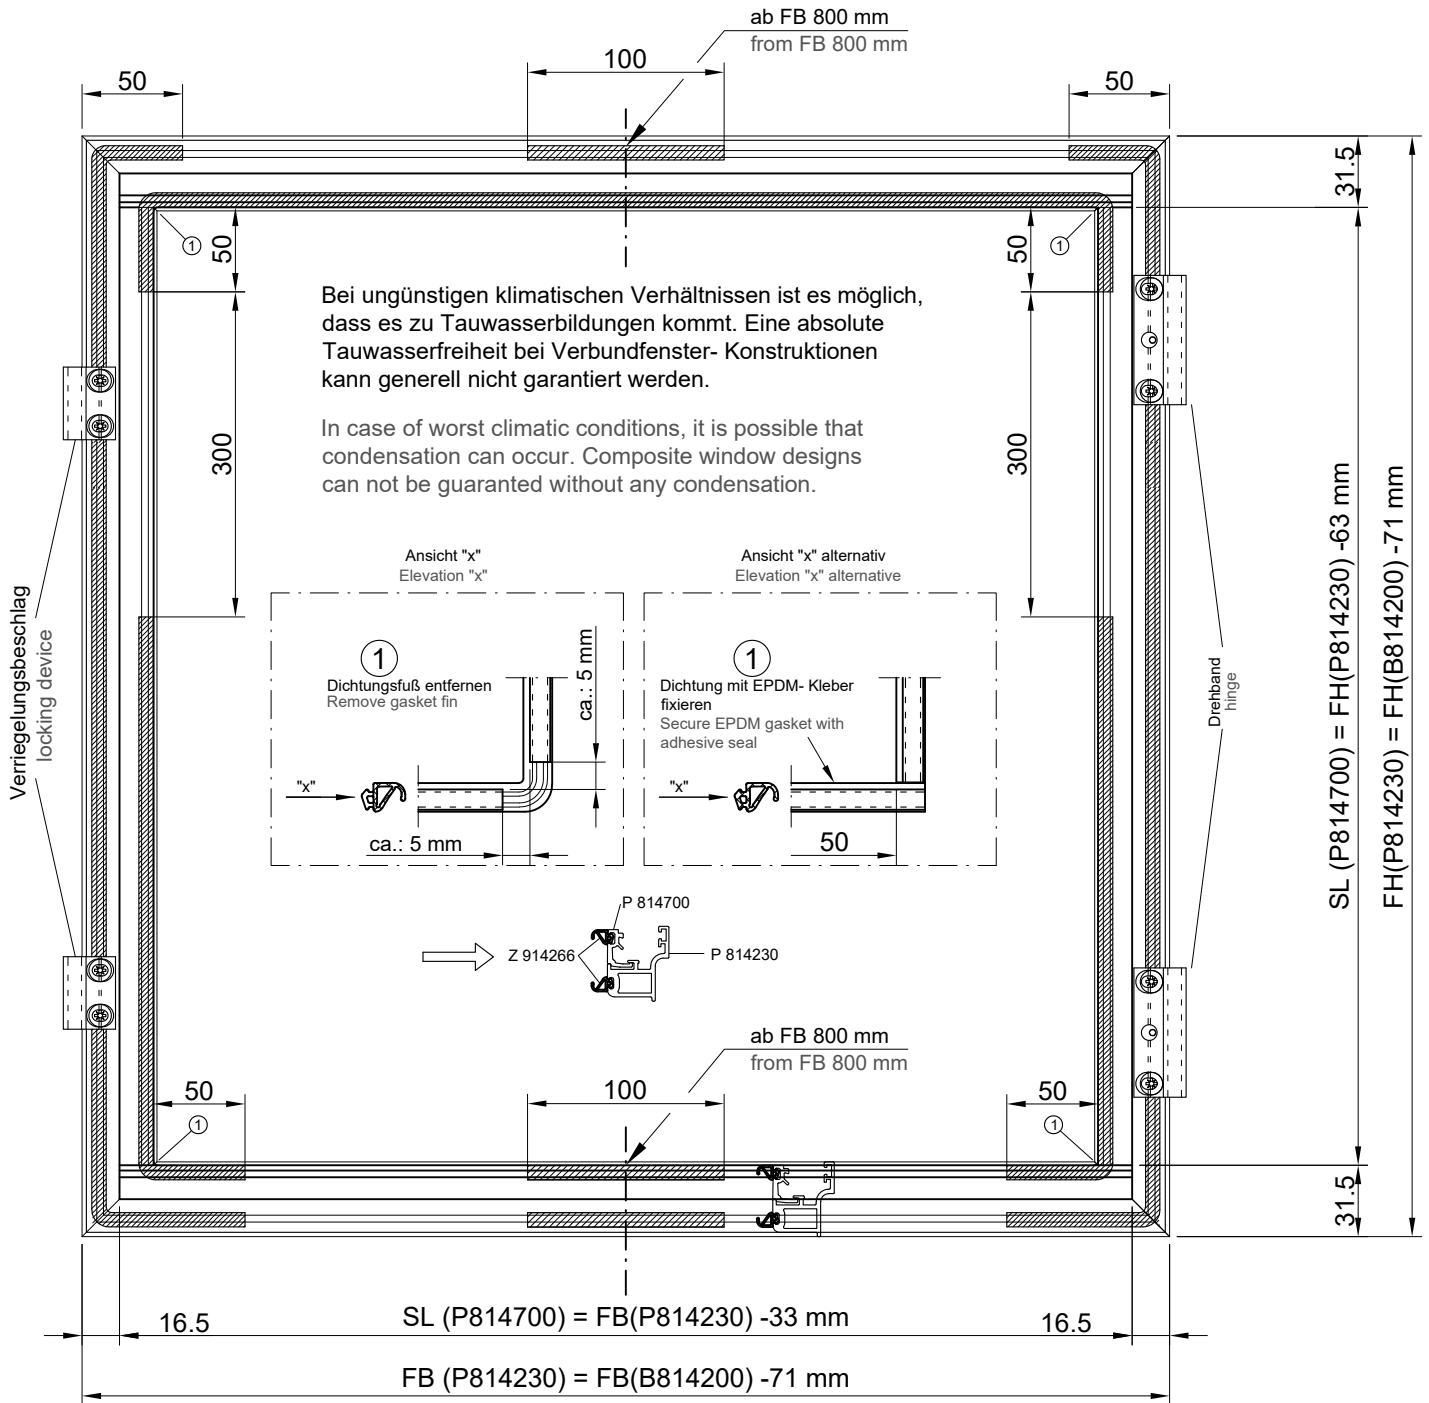 ab FB 800 mm
from FB 800 mm
50
100
50
31.5
1
50
50
1
Bei ungünstigen klimatischen Verhältnissen ist es möglich,
dass es zu Tauwasserbildungen kommt. Eine absolute
Tauwasserfreiheit bei Verbundfenster- Konstruktionen
kann generell nicht garantiert werden.
In case of worst climatic conditions, it is possible that
condensation can occur. Composite window designs
can not be guaranted without any condensation.
300
300
Verriegelungsbeschlag
locking device
Ansicht "x"
Elevation "x"
1
Dichtungsfuß entfernen
Remove gasket fin
ca.: 5 mm
"x"
ca.: 5 mm
Ansicht "x" alternativ
Elevation "x" alternative
1
Dichtung mit EPDM- Kleber
fixieren
Secure EPDM gasket with
adhesive seal
"x"
50
Drehband
hinge
SL (P814700) = FH(P814230) -63 mm
FH(P814230) = FH(B814200) -71 mm
P 814700
Z 914266
P 814230
ab FB 800 mm
from FB 800 mm
50
100
50
1
1
31.5
16.5
SL (P814700) = FB(P814230) -33 mm
16.5
FB (P814230) = FB(B814200) -71 mm